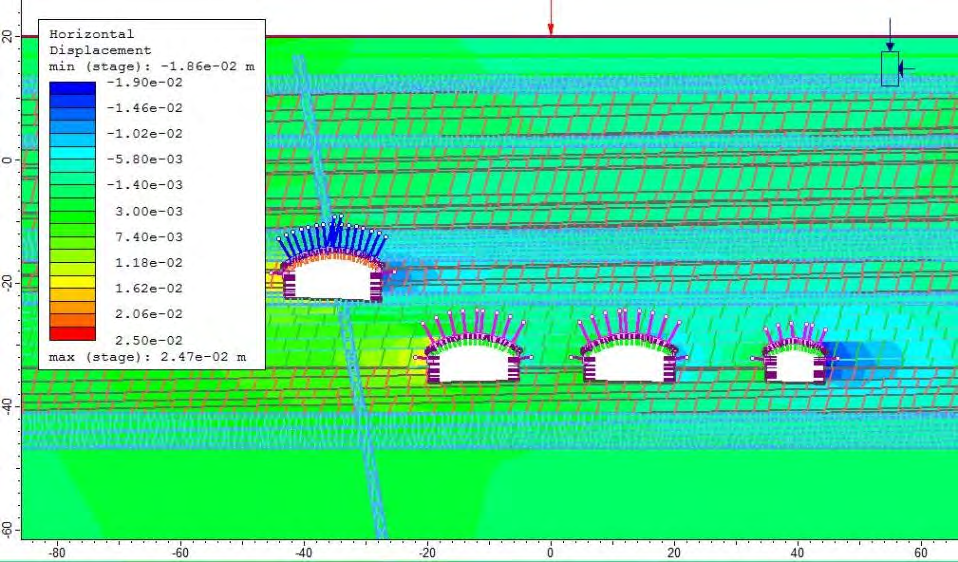 Horizontal
Displacement
min (stage): -1.86e-02 m
-1.90e-02
-1.46e-02
-1.02e-02
-5.80e-03
-1.40e-03
3.00e-03
7.40e-03
1.18e-02
1.62e-02
2.06e-02
2.50e-02
max (stage): 2.47e-02 m
20
0
-20
-40
-60
-80 -60 -40 -20 0 20 40 60